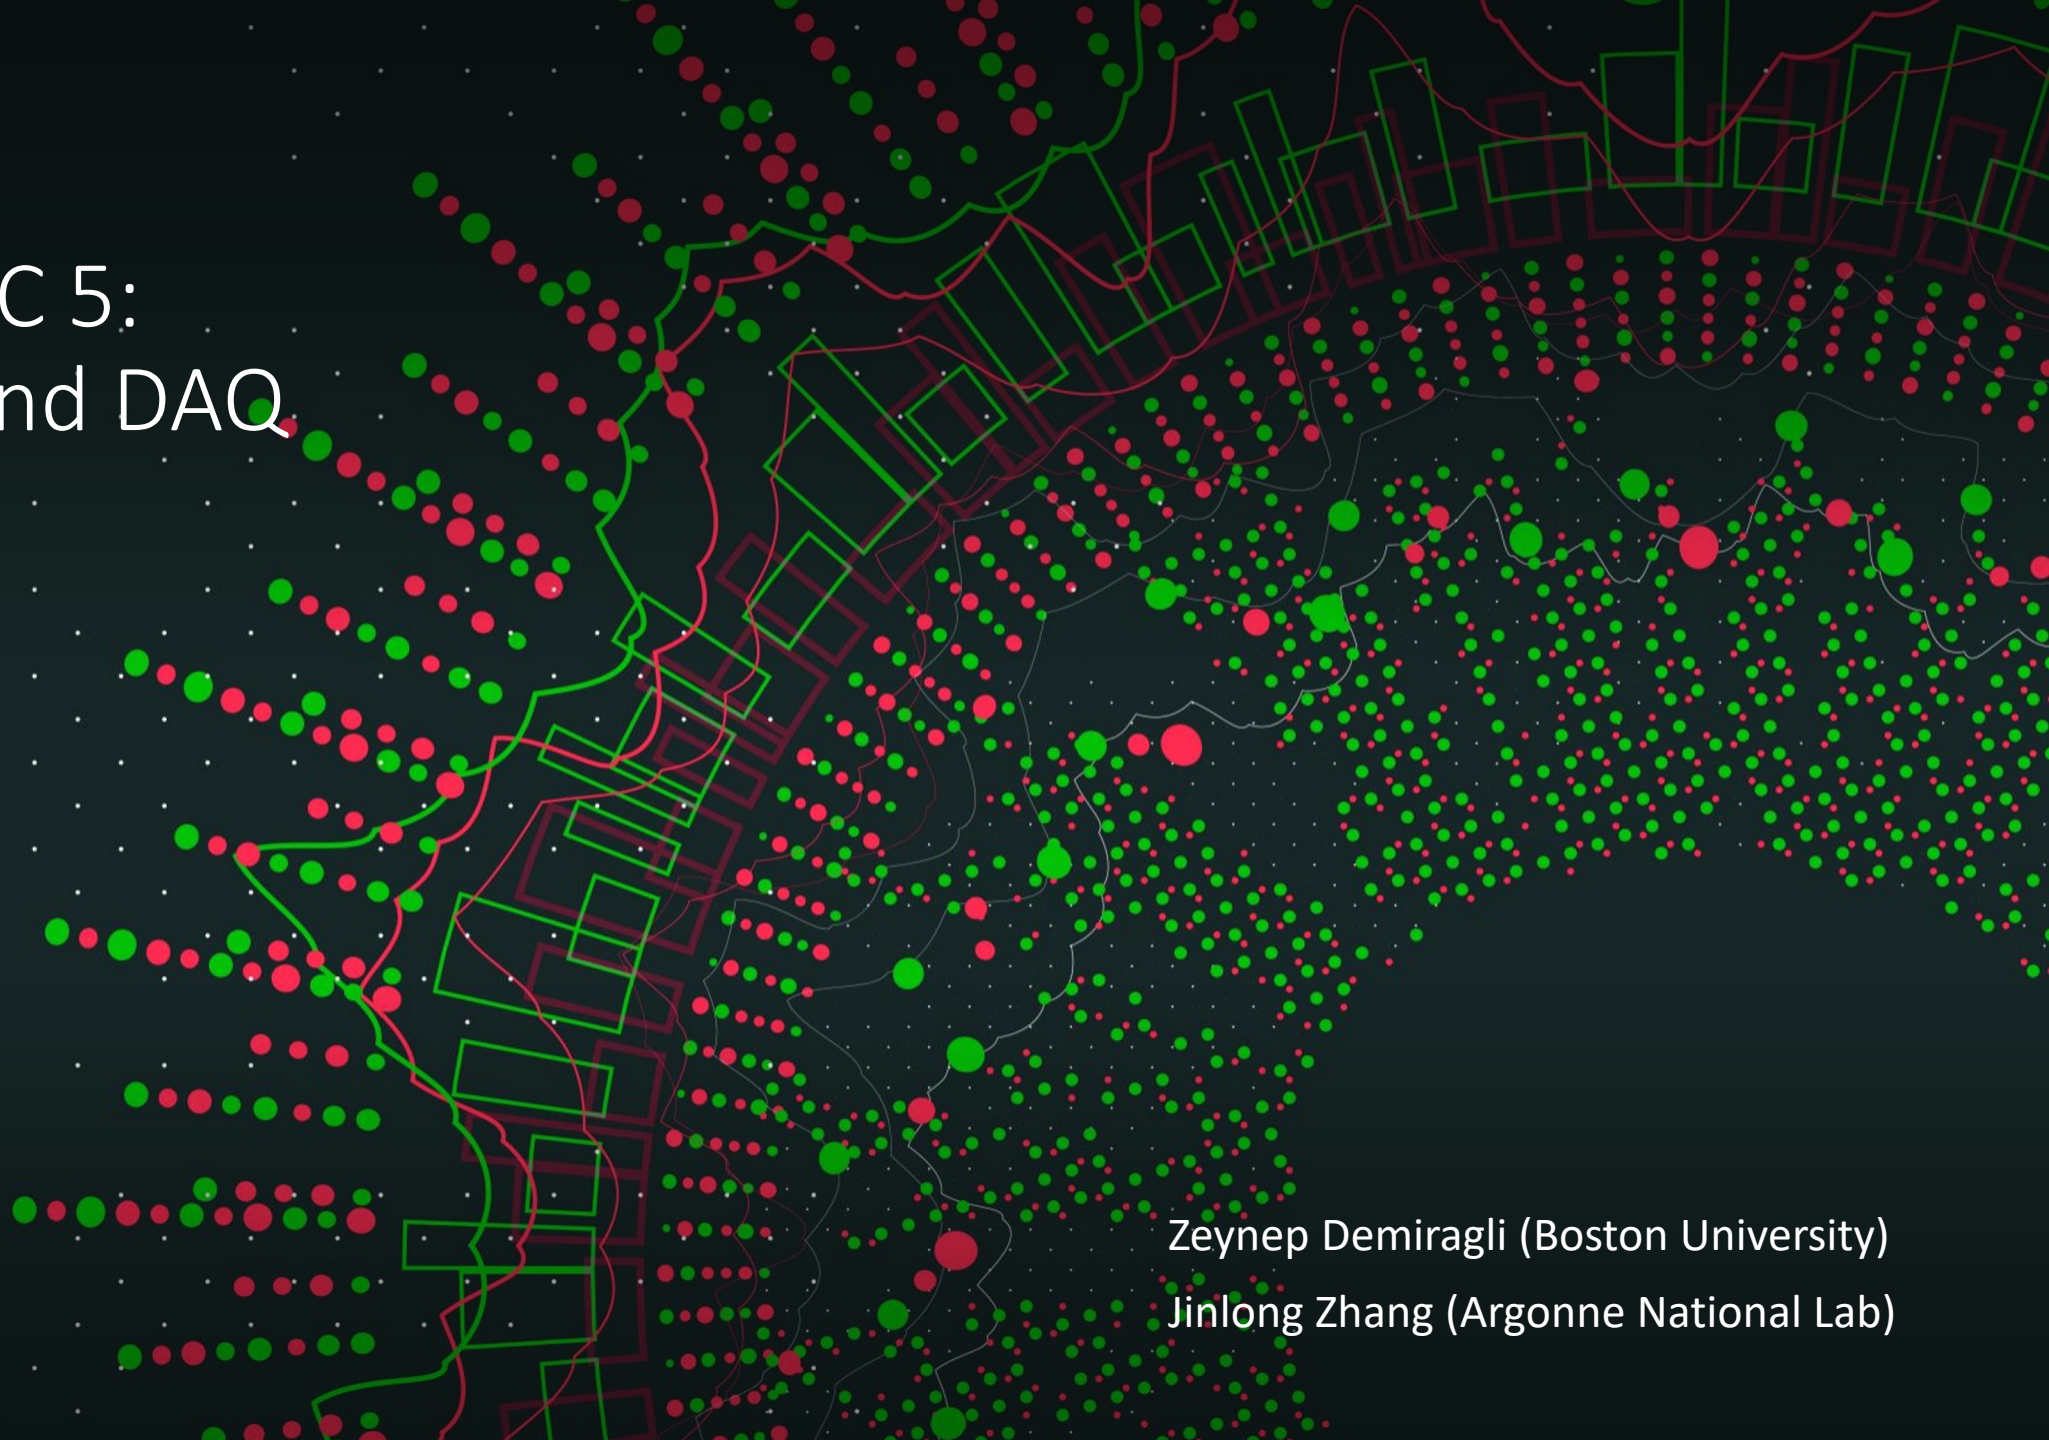 C 5:
nd DAQ
Zeynep Demiragli (Boston University)
Jinlong Zhang (Argonne National Lab)